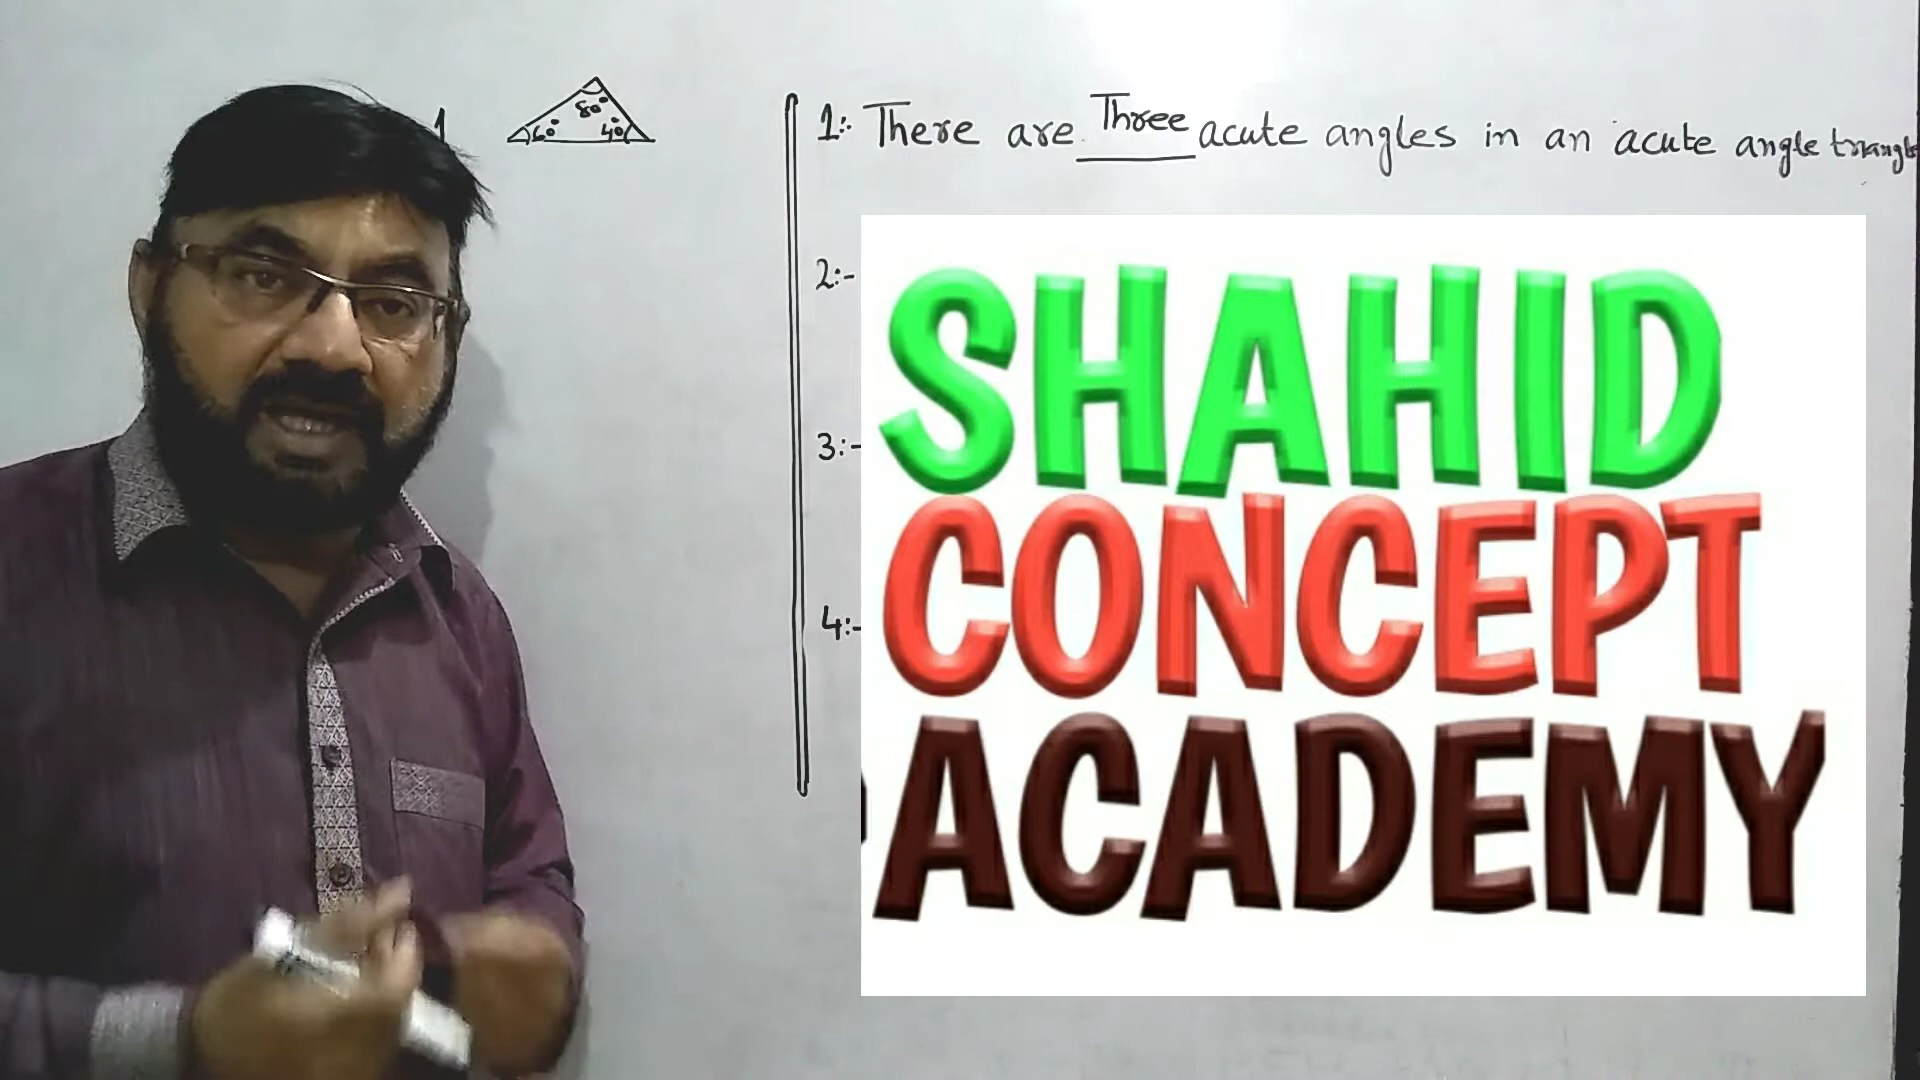 1
80°
60° 40°
1:- There are Three acute angles in an acute angle triangle
2:-
3:-
4:-
SHAHID
CONCEPT
ACADEMY